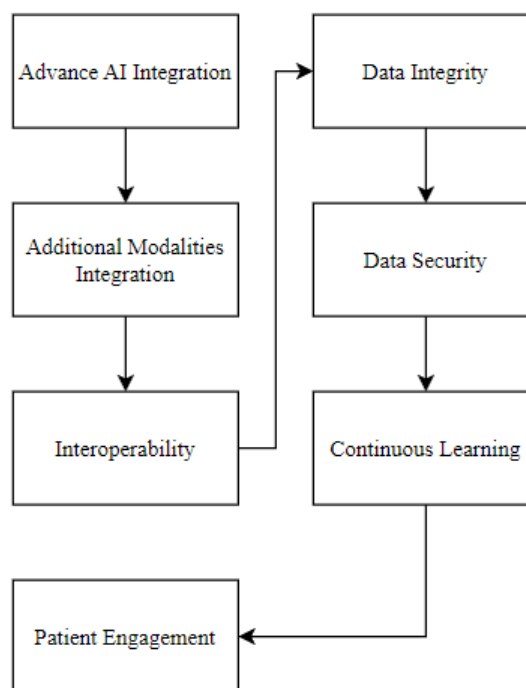 Advance AI Integration
Additional Modalities
Integration
Interoperability
Data Integrity
Data Security
Continuous Learning
Patient Engagement